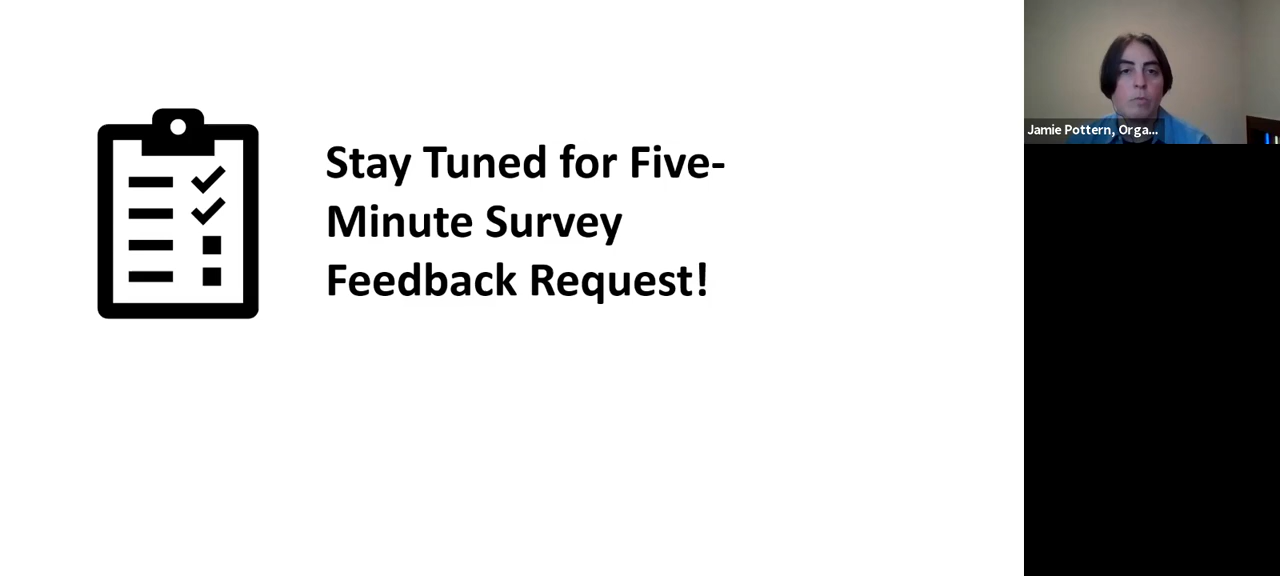 Stay Tuned for Five-
Minute Survey
Feedback Request!
Jamie Pottern, Orga...